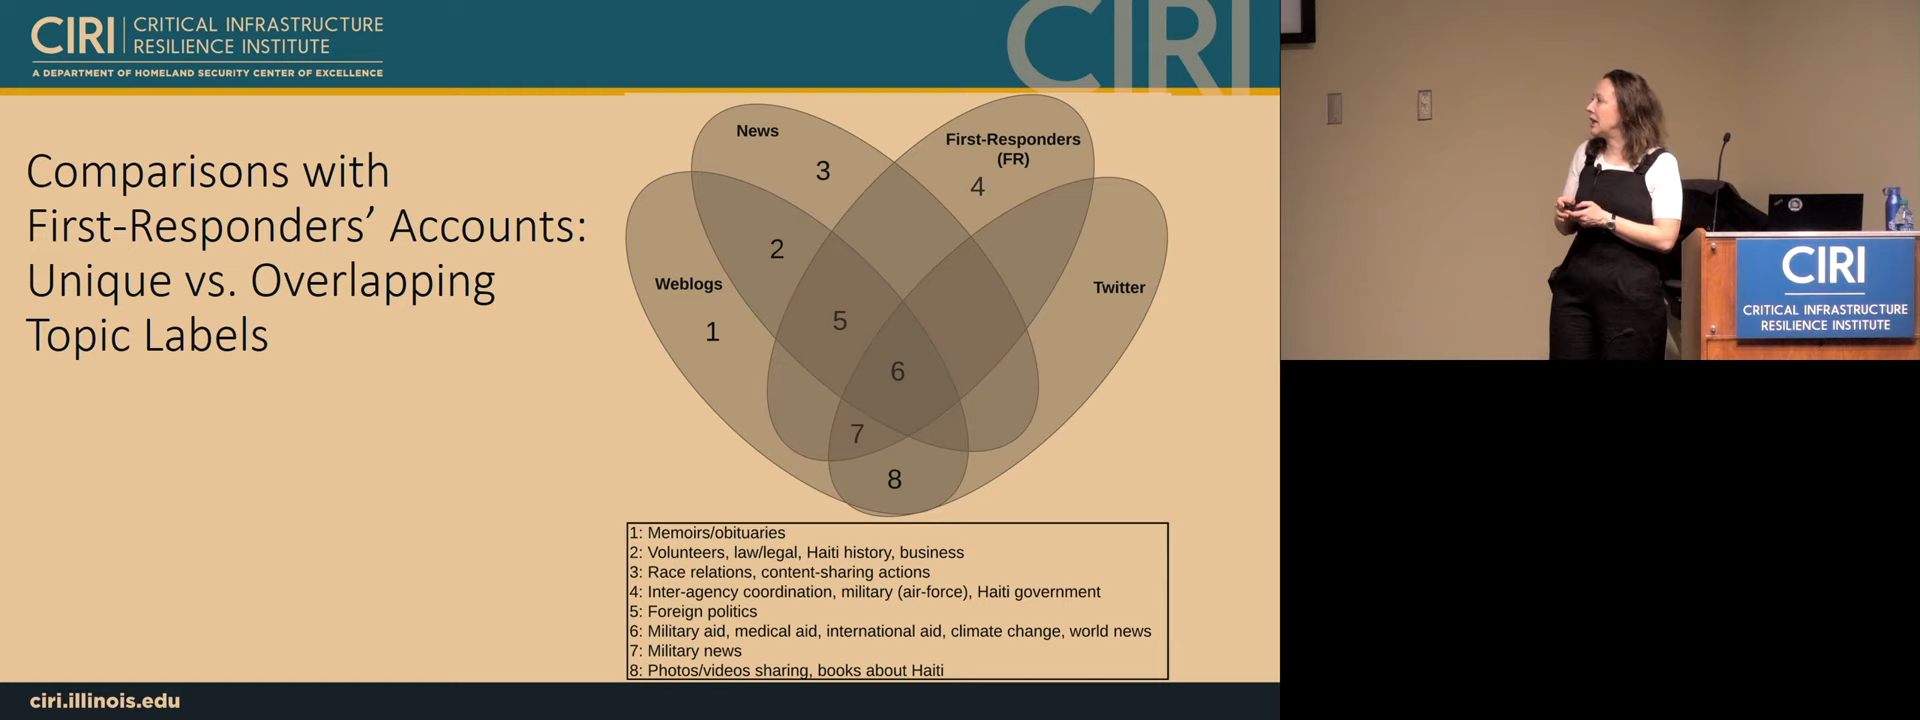 CIRI
CRITICAL INFRASTRUCTURE
RESILIENCE INSTITUTE
A DEPARTMENT OF HOMELAND SECURITY CENTER OF EXCELLENCE
CIRI
Comparisons with
First-Responders’ Accounts:
Unique vs. Overlapping
Topic Labels
News
3
First-Responders
(FR)
4
2
Weblogs
1
Twitter
5
6
7
8
1: Memoirs/obituaries
2: Volunteers, law/legal, Haiti history, business
3: Race relations, content-sharing actions
4: Inter-agency coordination, military (air-force), Haiti government
5: Foreign politics
6: Military aid, medical aid, international aid, climate change, world news
7: Military news
8: Photos/videos sharing, books about Haiti
ciri.illinois.edu
CIRI
CRITICAL INFRASTRUCTURE
RESILIENCE INSTITUTE